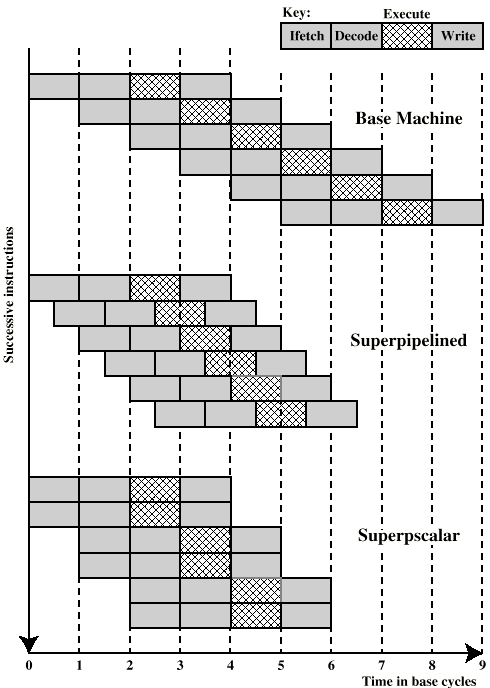 Key: Execute
Ifetch Decode Write
Base Machine
Successive instructions
Superpipelined
Superpscalar
0 1 2 3 4 5 6 7 8 9
Time in base cycles